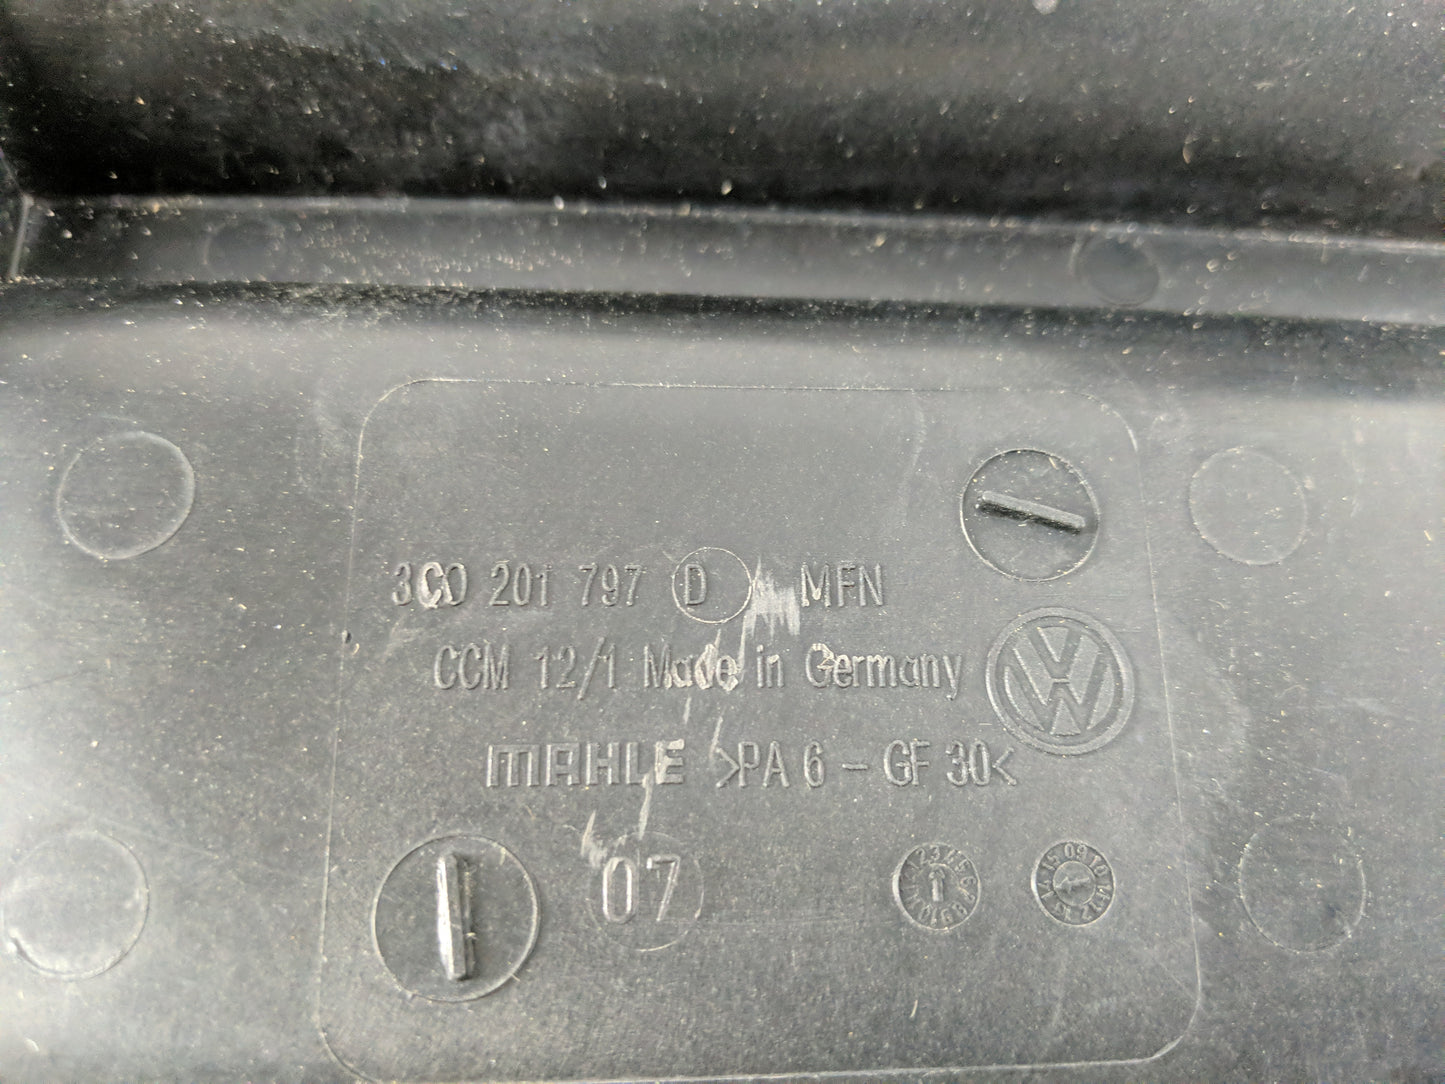 3C0 201 797 D MFN
CCM 12/1 Made in Germany
MAHLE >PA 6 - GF 30<
07